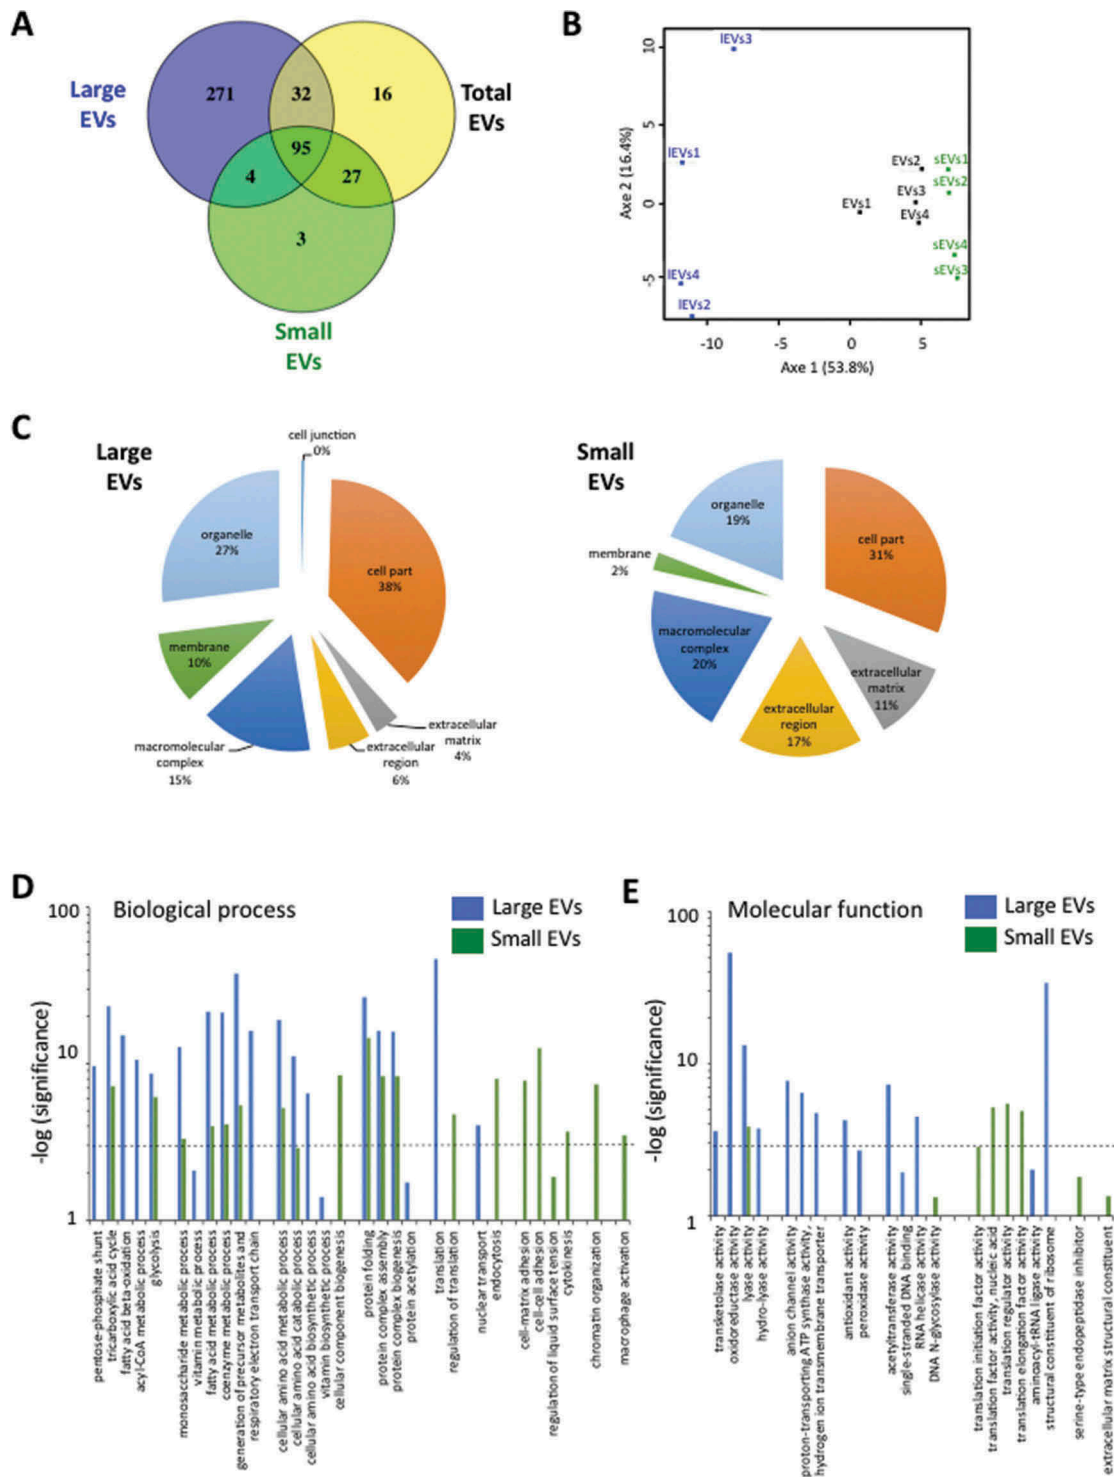 A
Large
EVs
271
32
16
Total
EVs
95
4
27
3
Small
EVs
B
Axe 2 (16.4%)
10
5
0
-5
lEVs3
lEVs1
EVs2
sEVs1
sEVs2
EVs3
EVs1
EVs4
sEVs4
sEVs3
lEVs4
lEVs2
-10
-5
0
5
Axe 1 (53.8%)
C
Large
EVs
cell junction
0%
organelle
27%
cell part
38%
membrane
10%
macromolecular
complex
15%
extracellular
region
6%
extracellular
matrix
4%
Small
EVs
organelle
19%
cell part
31%
membrane
2%
macromolecular
complex
20%
extracellular
matrix
11%
extracellular
region
17%
D
Biological process
Large EVs
Small EVs
-log (significance)
100
10
1
pentose-phosphate shunt
tricarboxylic acid cycle
fatty acid beta-oxidation
acyl-CoA metabolic process
glycolysis
monosaccharide metabolic process
vitamin metabolic process
fatty acid metabolic process
coenzyme metabolic process
generation of precursor metabolites and
respiratory electron transport chain
cellular amino acid metabolic process
cellular amino acid catabolic process
cellular amino acid biosynthetic process
vitamin biosynthetic process
cellular component biogenesis
protein folding
protein complex assembly
protein complex biogenesis
protein acetylation
translation
regulation of translation
nuclear transport
endocytosis
cell-matrix adhesion
cell-cell adhesion
regulation of liquid surface tension
cytokinesis
chromatin organization
macrophage activation
E
Molecular function
Large EVs
Small EVs
-log (significance)
100
10
1
transketolase activity
oxidoreductase activity
lyase activity
hydro-lyase activity
anion channel activity
proton-transporting ATP synthase activity,
hydrogen ion transmembrane transporter
antioxidant activity
peroxidase activity
acetyltransferase activity
single-stranded DNA binding
RNA helicase activity
DNA N-glycosylase activity
translation initiation factor activity
translation factor activity, nucleic acid
translation regulator activity
translation elongation factor activity
aminoacyl-tRNA ligase activity
structural constituent of ribosome
serine-type endopeptidase inhibitor
extracellular matrix structural constituent